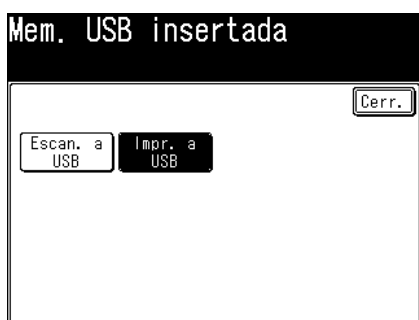 Mem. USB insertada
Cerr.
Escan. a
USB
Impr. a
USB